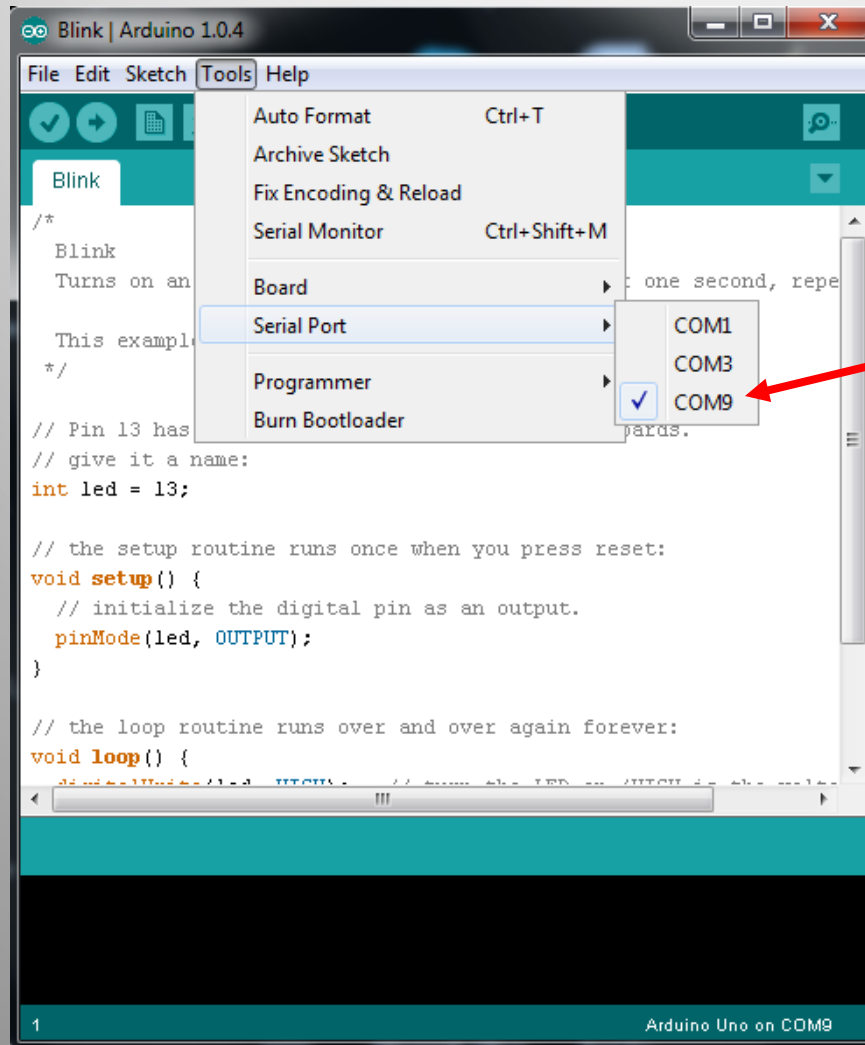 Blink | Arduino 1.0.4
File Edit Sketch Tools Help
Auto Format Ctrl+T
Archive Sketch
Fix Encoding & Reload
Serial Monitor Ctrl+Shift+M
Board
Serial Port
Programmer
Burn Bootloader
COM1
COM3
COM9
Blink
/*
Blink
Turns on an one second, repe
This exampl
*/
// Pin 13 has
// give it a name:
int led = 13;
// the setup routine runs once when you press reset:
void setup() {
// initialize the digital pin as an output.
pinMode(led, OUTPUT);
}
// the loop routine runs over and over again forever:
void loop() {
1 Arduino Uno on COM9